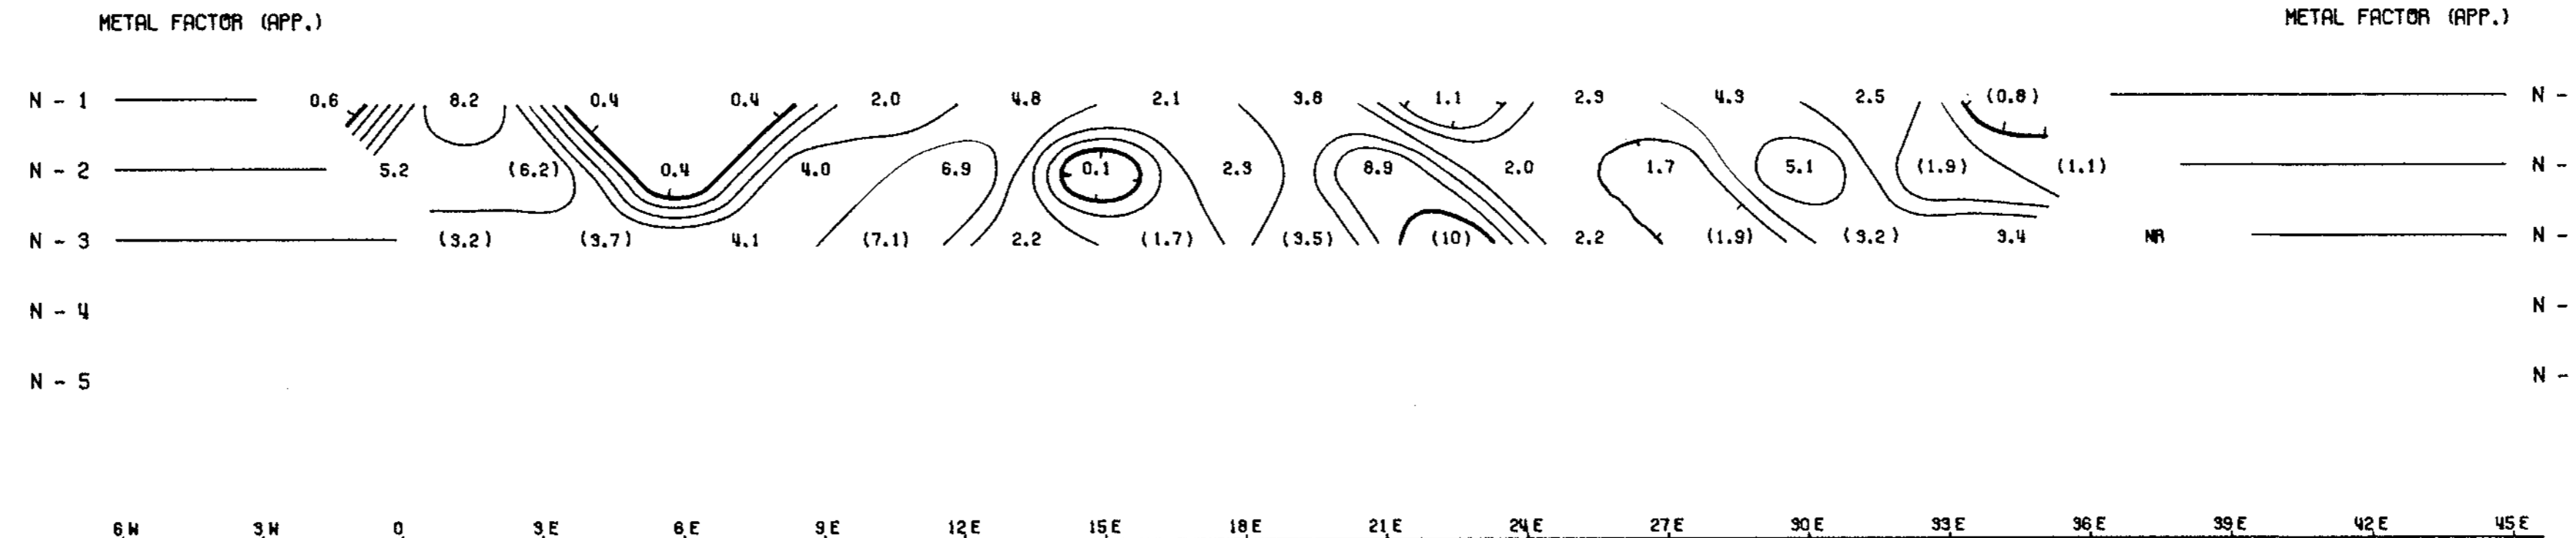 METAL FACTOR (APP.) METAL FACTOR (APP.)
N - 1 0.6 8.2 0.4 0.4 2.0 4.8 2.1 3.8 1.1 2.9 4.3 2.5 (0.8) N -
N - 2 5.2 (6.2) 0.4 4.0 6.9 0.1 2.3 8.9 2.0 1.7 5.1 (1.9) (1.1) N -
N - 3 (3.2) (3.7) 4.1 (7.1) 2.2 (1.7) (3.5) (10) 2.2 (1.9) (3.2) 3.4 NR N -
N - 4 N -
N - 5 N -
6 W 3 W 0 3 E 6 E 9 E 12 E 15 E 18 E 21 E 24 E 27 E 30 E 33 E 36 E 39 E 42 E 45 E